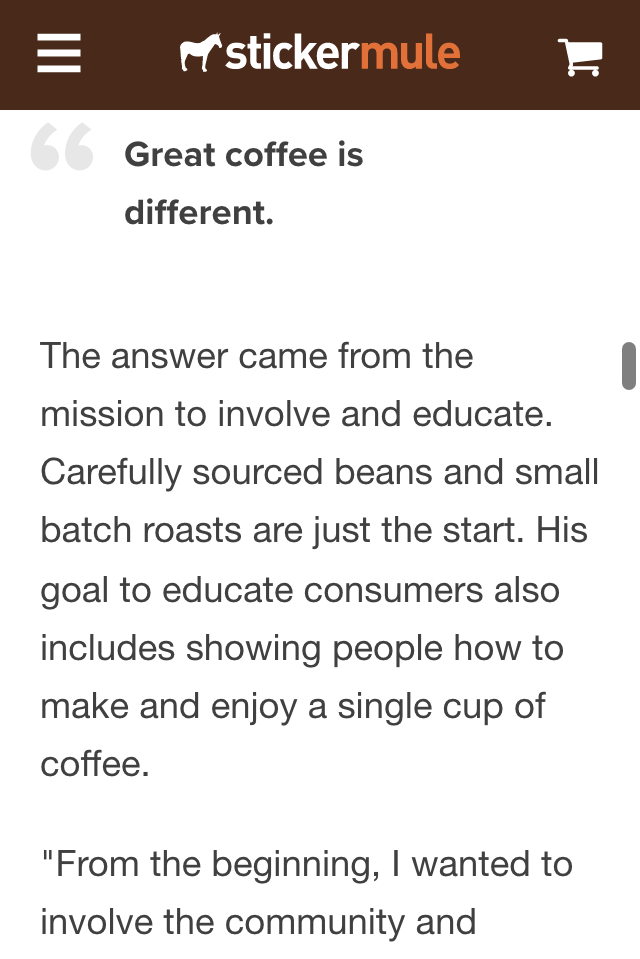 stickermule
“
Great coffee is
different.
The answer came from the
mission to involve and educate.
Carefully sourced beans and small
batch roasts are just the start. His
goal to educate consumers also
includes showing people how to
make and enjoy a single cup of
coffee.
"From the beginning, I wanted to
involve the community and